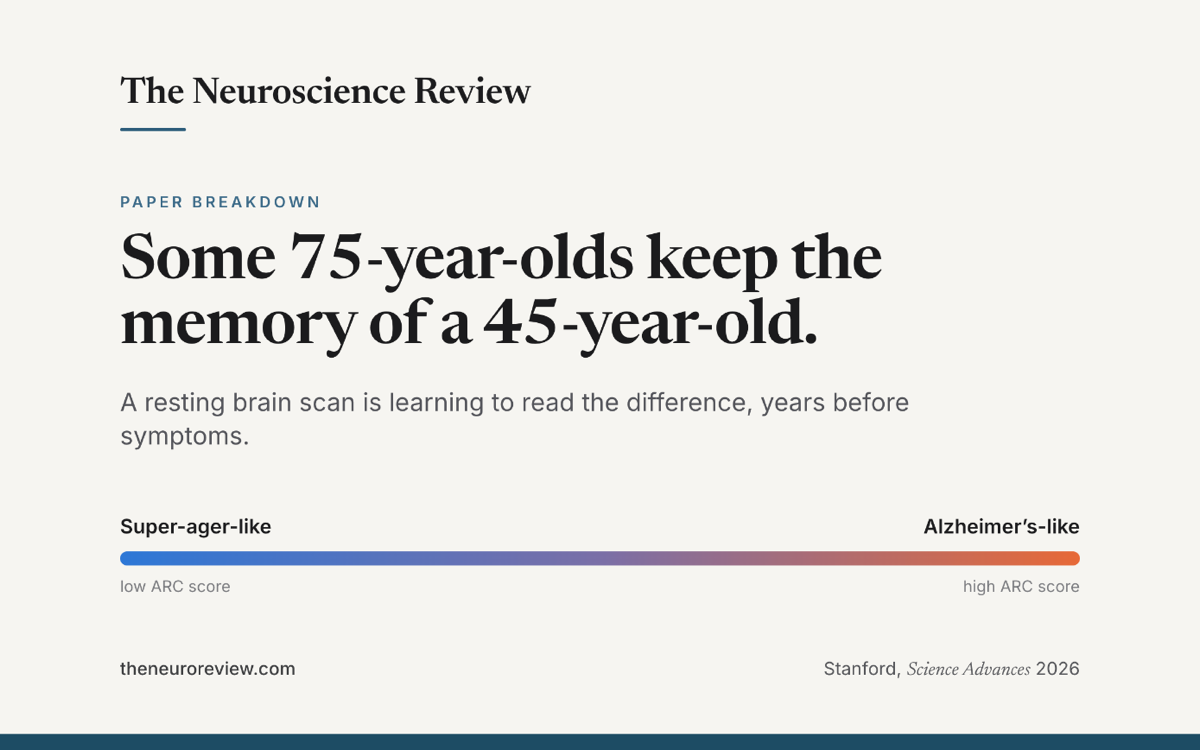 The Neuroscience Review
PAPER BREAKDOWN
Some 75-year-olds keep the
memory of a 45-year-old.
A resting brain scan is learning to read the difference, years before
symptoms.
Super-ager-like
Alzheimer’s-like
low ARC score
high ARC score
theneuroreview.com
Stanford, Science Advances 2026